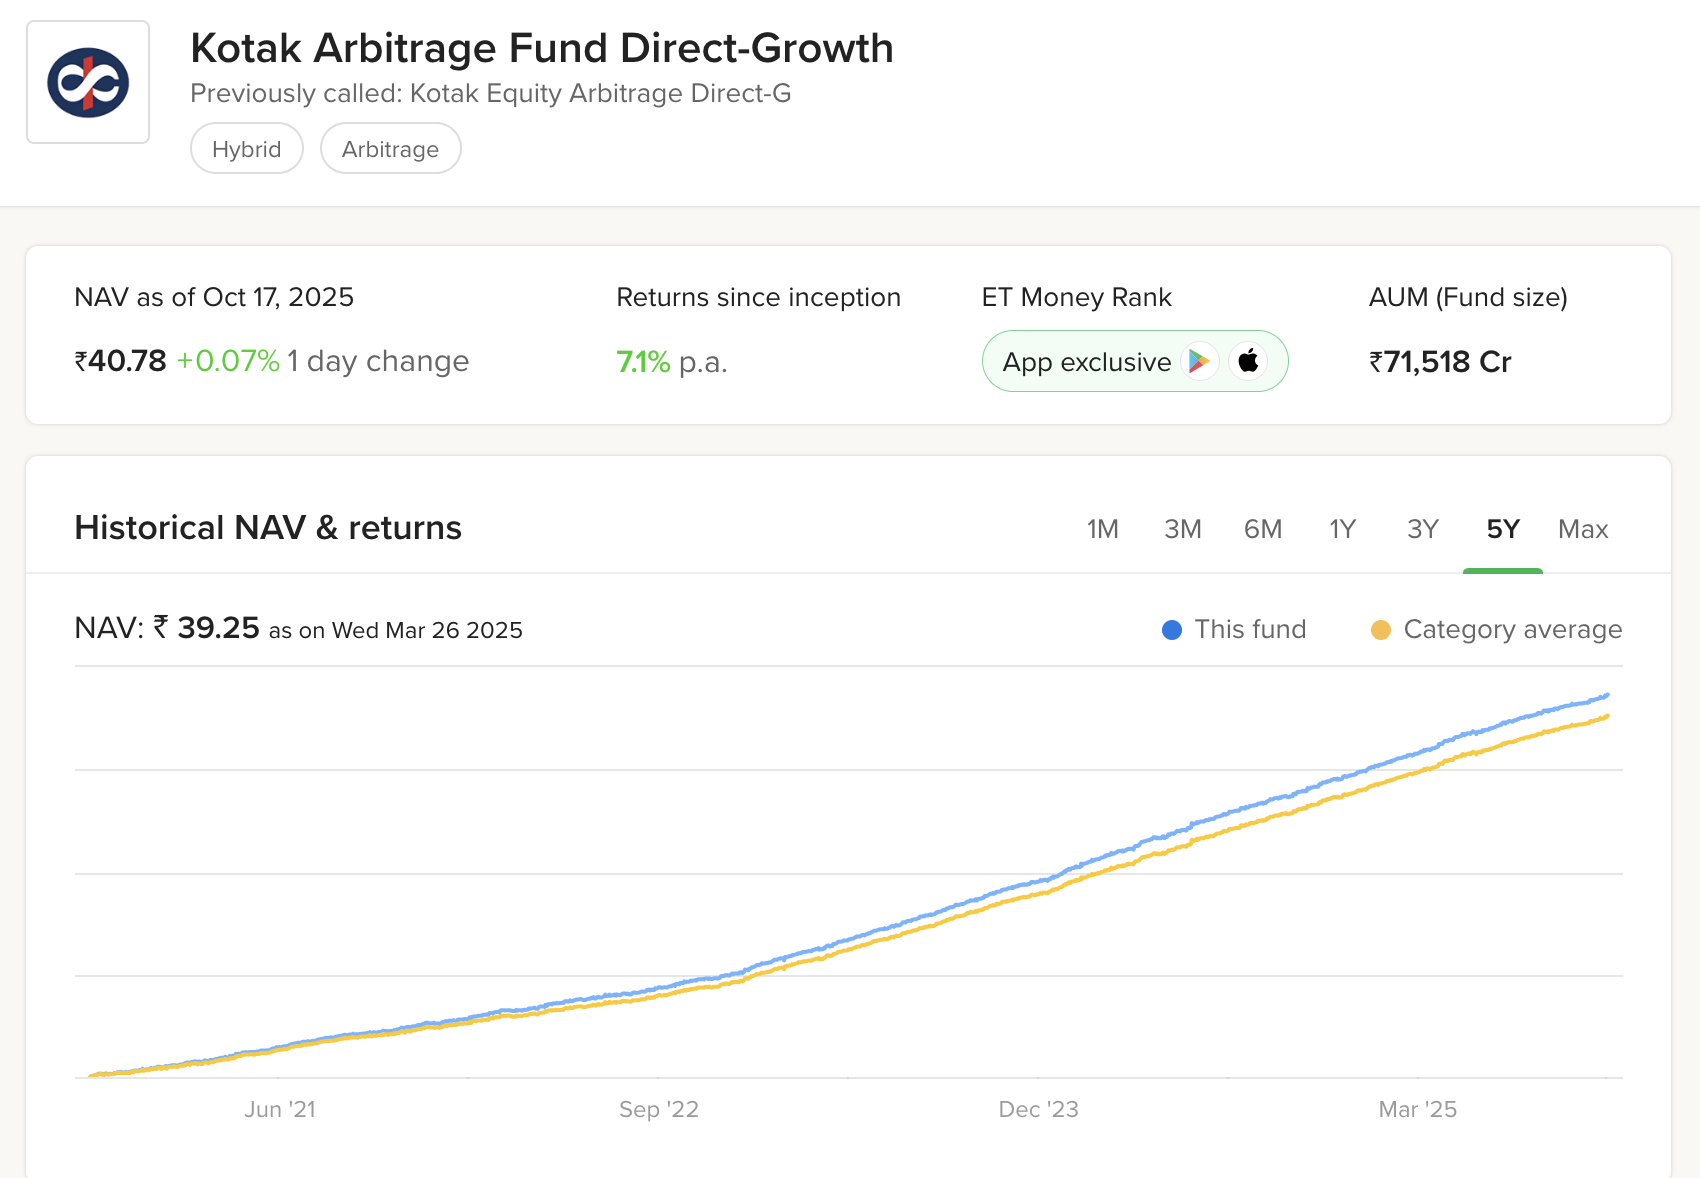 Kotak Arbitrage Fund Direct-Growth
Previously called: Kotak Equity Arbitrage Direct-G
Hybrid Arbitrage
NAV as of Oct 17, 2025 Returns since inception ET Money Rank AUM (Fund size)
₹40.78 +0.07% 1 day change 7.1% p.a. App exclusive ₹71,518 Cr
Historical NAV & returns 1M 3M 6M 1Y 3Y 5Y Max
NAV: ₹ 39.25 as on Wed Mar 26 2025 This fund Category average
Jun '21 Sep '22 Dec '23 Mar '25